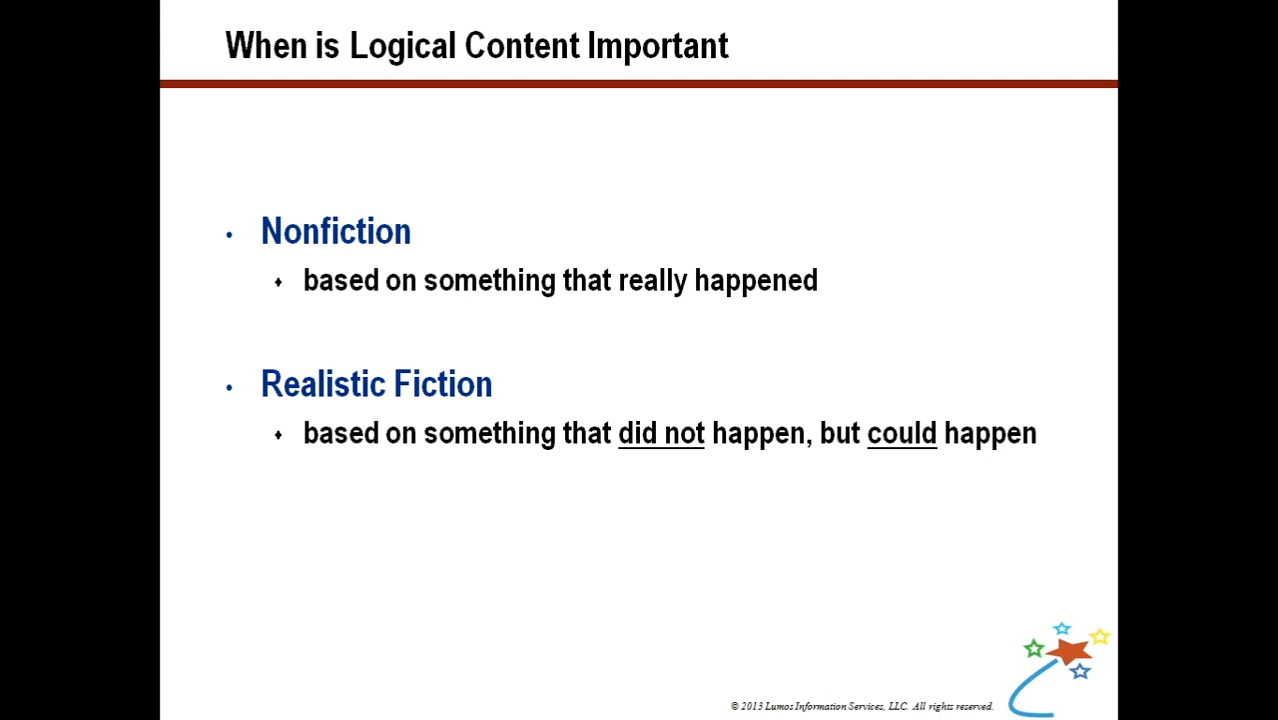 When is Logical Content Important
• Nonfiction
♦ based on something that really happened
• Realistic Fiction
♦ based on something that did not happen, but could happen
© 2013 Lumos Information Services, LLC. All rights reserved.